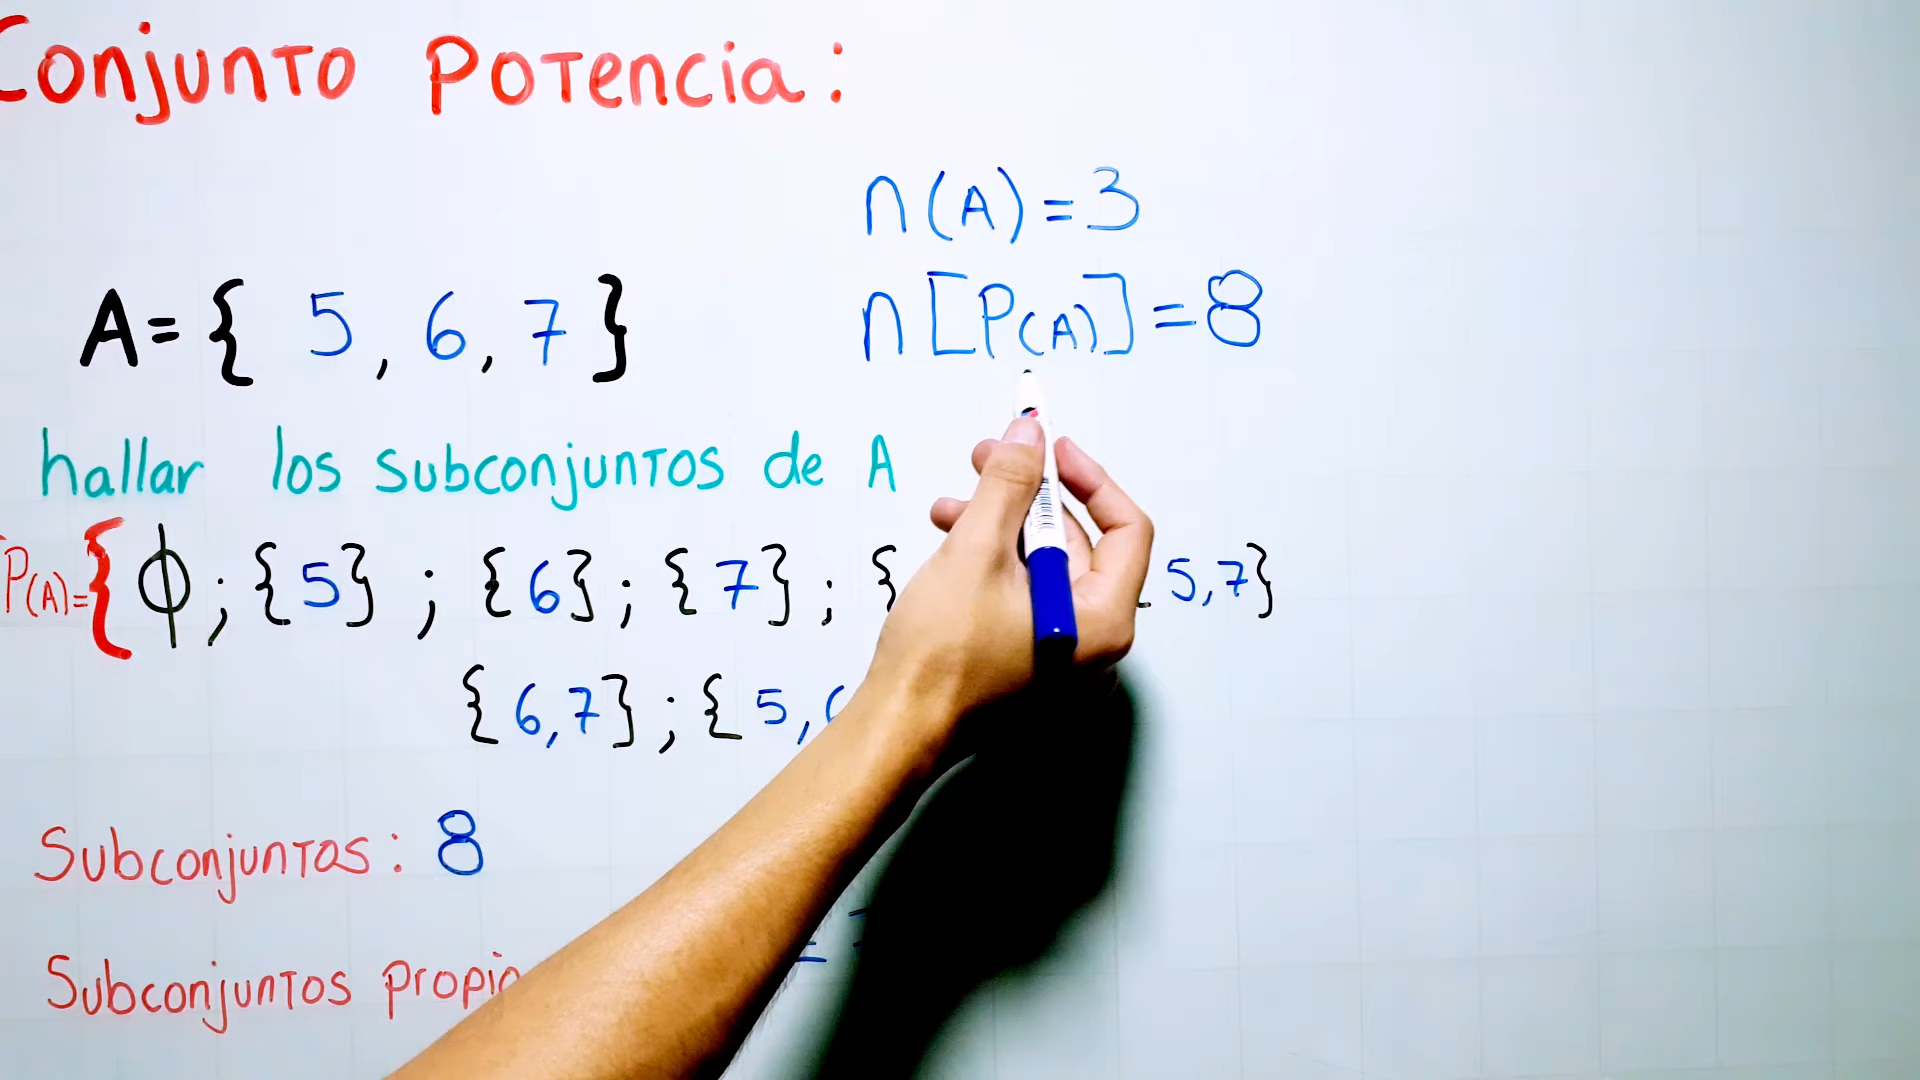 Conjunto Potencia:
n(A)=3
A={ 5, 6, 7 }
n[P(A)]=8
hallar los subconjuntos de A
P(A)={ϕ; {5} ; {6}; {7}; { 5,7}
{6,7} ; {5,
Subconjuntos: 8
Subconjuntos =